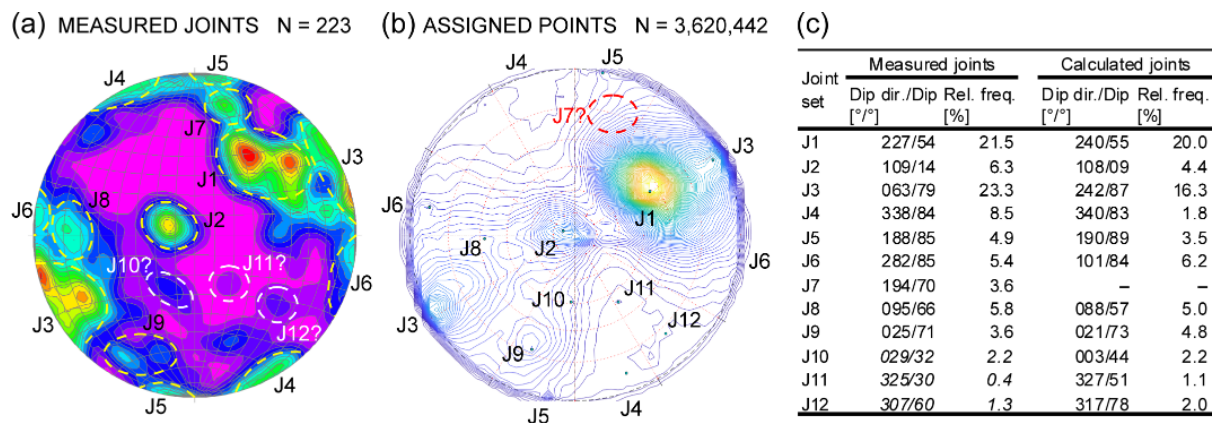 (a) MEASURED JOINTS N = 223
J5
J4
J7
J3
J1
J6
J8
J2
J10?
J11?
J6
J12?
J3
J9
J4
J5
(b) ASSIGNED POINTS N = 3,620,442
J5
J4
J7?
J3
J6
J1
J8
J2
J6
J10
J11
J12
J3
J9
J4
J5
(c)
Joint set Measured joints Calculated joints
Dip dir./Dip Rel. freq. Dip dir./Dip Rel. freq.
[°/°] [%] [°/°] [%]
J1 227/54 21.5 240/55 20.0
J2 109/14 6.3 108/09 4.4
J3 063/79 23.3 242/87 16.3
J4 338/84 8.5 340/83 1.8
J5 188/85 4.9 190/89 3.5
J6 282/85 5.4 101/84 6.2
J7 194/70 3.6 – –
J8 095/66 5.8 088/57 5.0
J9 025/71 3.6 021/73 4.8
J10 029/32 2.2 003/44 2.2
J11 325/30 0.4 327/51 1.1
J12 307/60 1.3 317/78 2.0